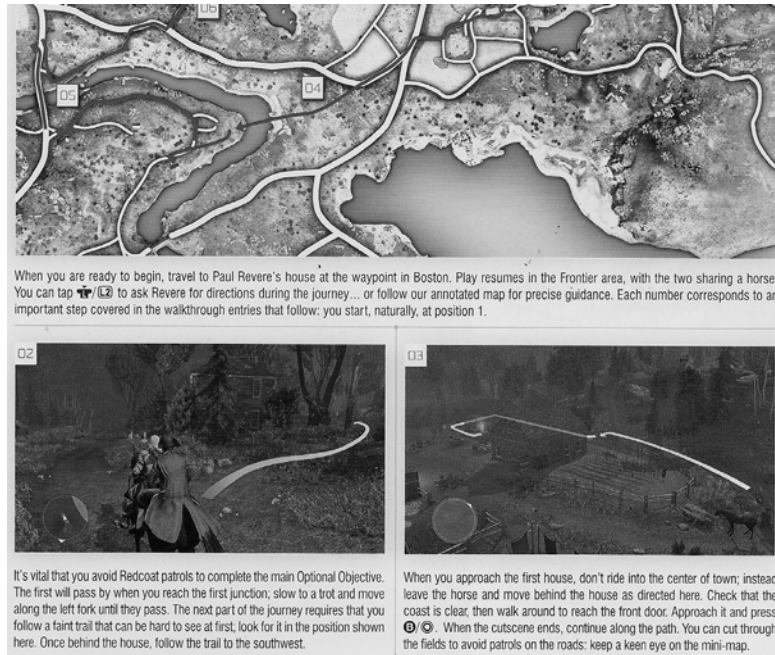 06
05
04
When you are ready to begin, travel to Paul Revere's house at the waypoint in Boston. Play resumes in the Frontier area, with the two sharing a horse
You can tap /L2 to ask Revere for directions during the journey... or follow our annotated map for precise guidance. Each number corresponds to an
important step covered in the walkthrough entries that follow: you start, naturally, at position 1.
02
03
It's vital that you avoid Redcoat patrols to complete the main Optional Objective.
The first will pass by when you reach the first junction; slow to a trot and move
along the left fork until they pass. The next part of the journey requires that you
follow a faint trail that can be hard to see at first; look for it in the position shown
here. Once behind the house, follow the trail to the southwest.
When you approach the first house, don't ride into the center of town; instead
leave the horse and move behind the house as directed here. Check that the
coast is clear, then walk around to reach the front door. Approach it and press
B/◎. When the cutscene ends, continue along the path. You can cut through
the fields to avoid patrols on the roads: keep a keen eye on the mini-map.